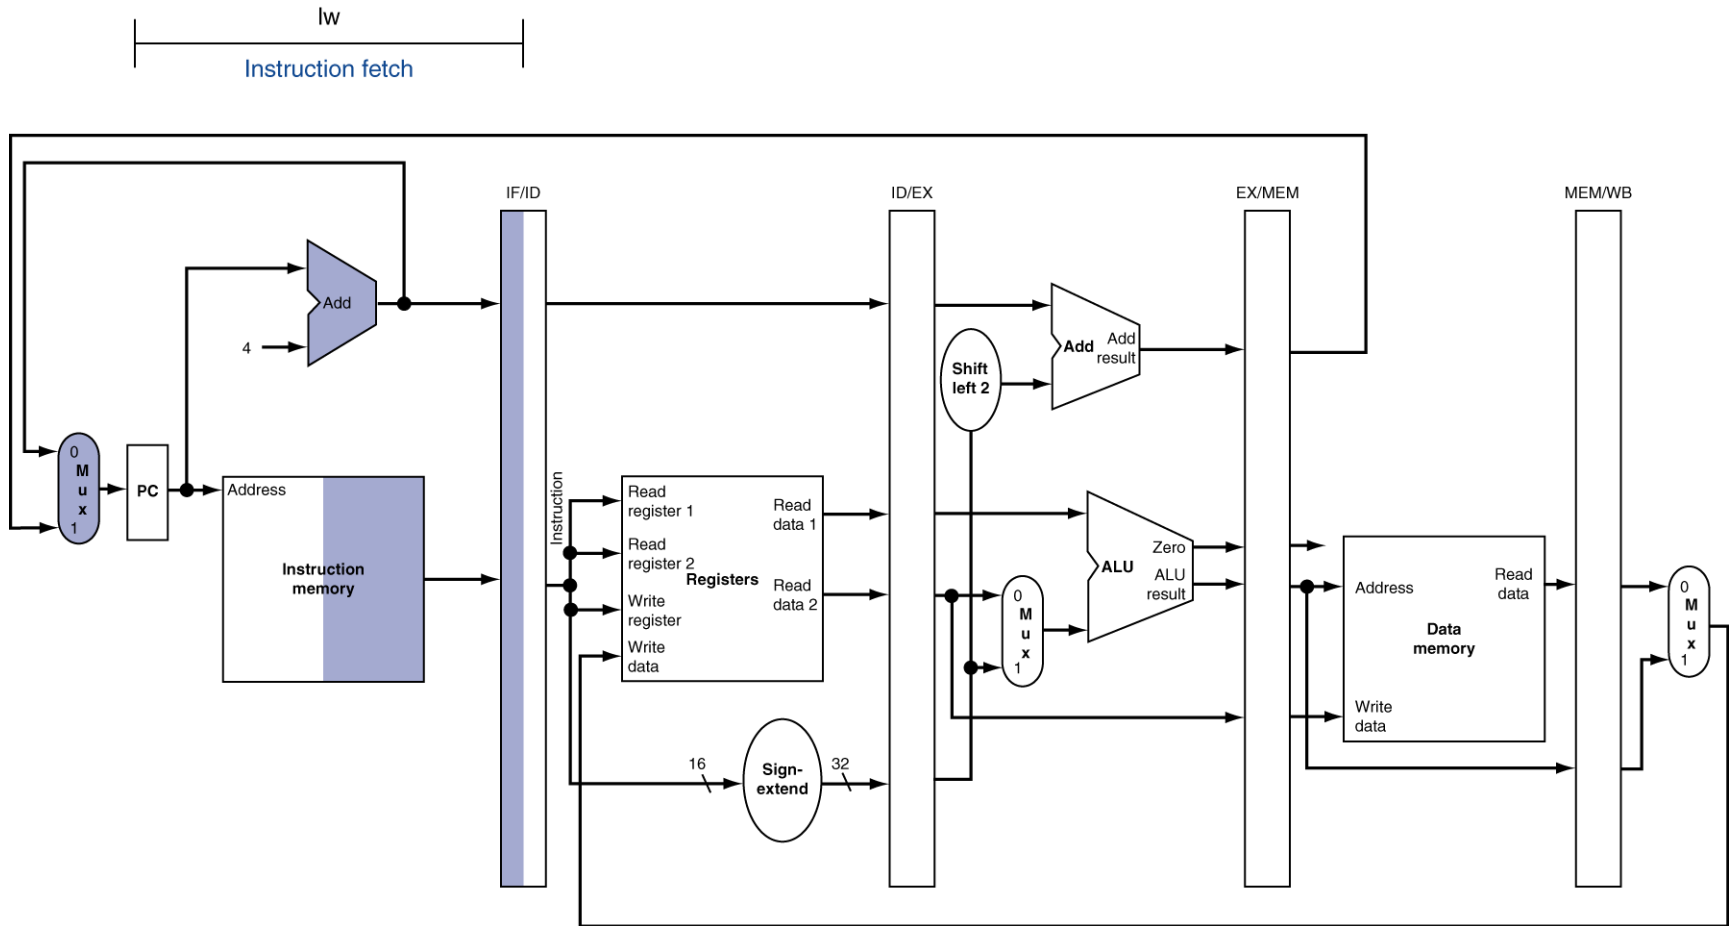 lw
Instruction fetch
IF/ID
ID/EX
EX/MEM
MEM/WB
Add
4
Add
Add
result
Shift
left 2
0
M
u
x
1
PC
Address
Instruction
memory
Instruction
Read
register 1
Read
register 2
Write
register
Write
data
Registers
Read
data 1
Read
data 2
16
Sign-
extend
32
0
M
u
x
1
ALU
Zero
ALU
result
Address
Write
data
Data
memory
Read
data
0
M
u
x
1